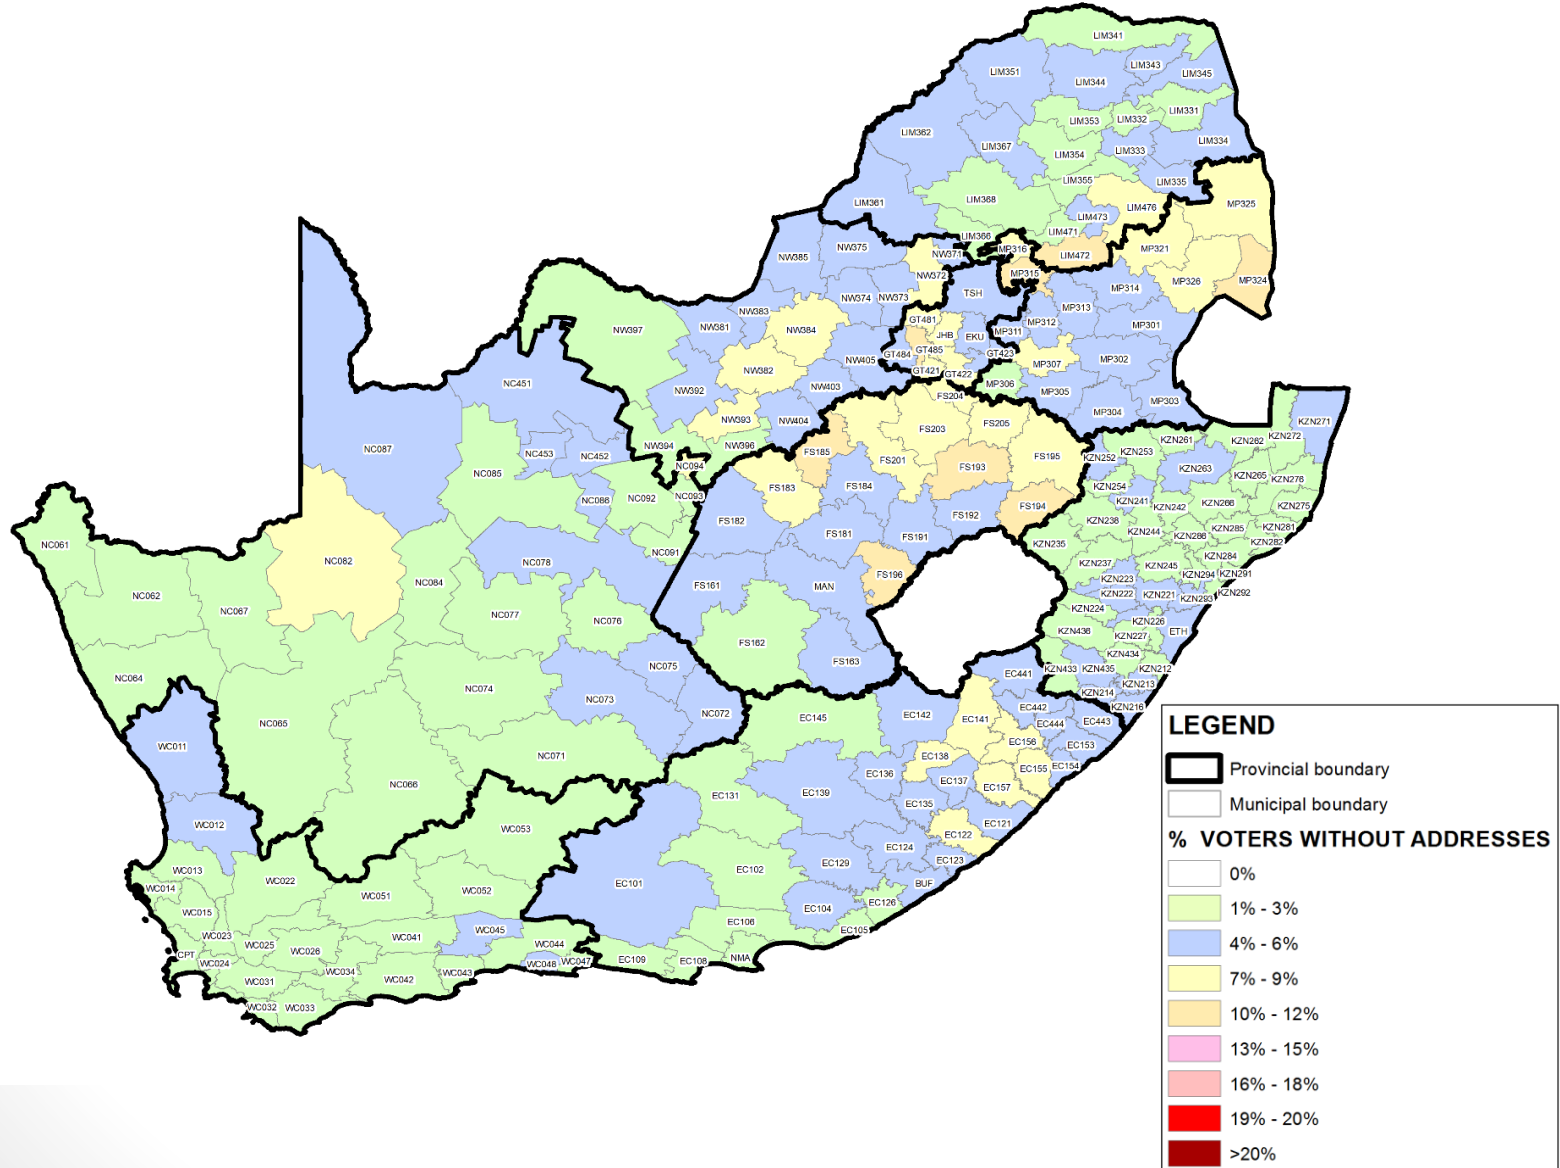 LIM341
LIM351
LIM344
LIM343
LIM345
LIM331
LIM353
LIM332
LIM362
LIM367
LIM354
LIM333
LIM334
LIM355
LIM335
LIM361
LIM368
LIM473
LIM476
MP325
LIM366
LIM471
MP316
LIM472
MP321
NW385
NW375
NW371
NW372
MP315
MP326
MP324
TSH
MP314
MP313
NW374
NW373
NW383
NW397
NW381
NW384
GT481
JHB
EKU
MP311
MP312
MP301
GT484
GT485
GT423
MP302
NW405
GT421
GT422
MP307
NW382
NC451
NW392
NW403
MP306
MP305
FS204
MP304
MP303
NW393
NW404
FS203
FS205
KZN271
NW394
NW396
NC087
NC453
NC452
FS185
FS201
FS193
FS195
KZN252
KZN253
KZN261
KZN262
KZN272
NC085
NC094
KZN263
KZN265
KZN276
FS183
FS184
KZN254
NC086
NC092
NC093
FS194
KZN241
KZN242
KZN266
KZN275
FS182
FS192
KZN238
KZN244
KZN286
KZN285
KZN281
KZN282
FS181
FS191
KZN235
NC061
NC091
NC082
NC078
KZN237
KZN245
KZN284
KZN294
KZN291
NC084
FS161
MAN
FS196
KZN223
KZN222
KZN221
KZN293
KZN292
NC062
NC067
NC077
NC076
KZN224
KZN226
KZN227
ETH
KZN436
FS162
FS163
KZN434
KZN433
KZN435
KZN212
KZN213
KZN214
KZN216
NC064
NC074
NC075
NC073
NC072
EC441
EC442
EC444
EC443
NC065
EC145
EC142
EC141
EC156
EC153
WC011
NC071
EC138
EC155
EC154
NC066
EC136
EC137
EC157
EC131
EC139
EC135
EC121
WC012
WC053
EC122
EC124
EC123
WC013
WC014
WC022
WC051
WC052
EC101
EC102
EC129
BUF
EC126
EC104
WC015
WC023
WC025
WC026
WC041
WC045
WC044
EC106
EC105
CPT
WC024
WC031
WC034
WC042
WC043
WC048
WC047
EC109
EC108
NMA
WC032
WC033
LEGEND
Provincial boundary
Municipal boundary
% VOTERS WITHOUT ADDRESSES
0%
1% - 3%
4% - 6%
7% - 9%
10% - 12%
13% - 15%
16% - 18%
19% - 20%
>20%